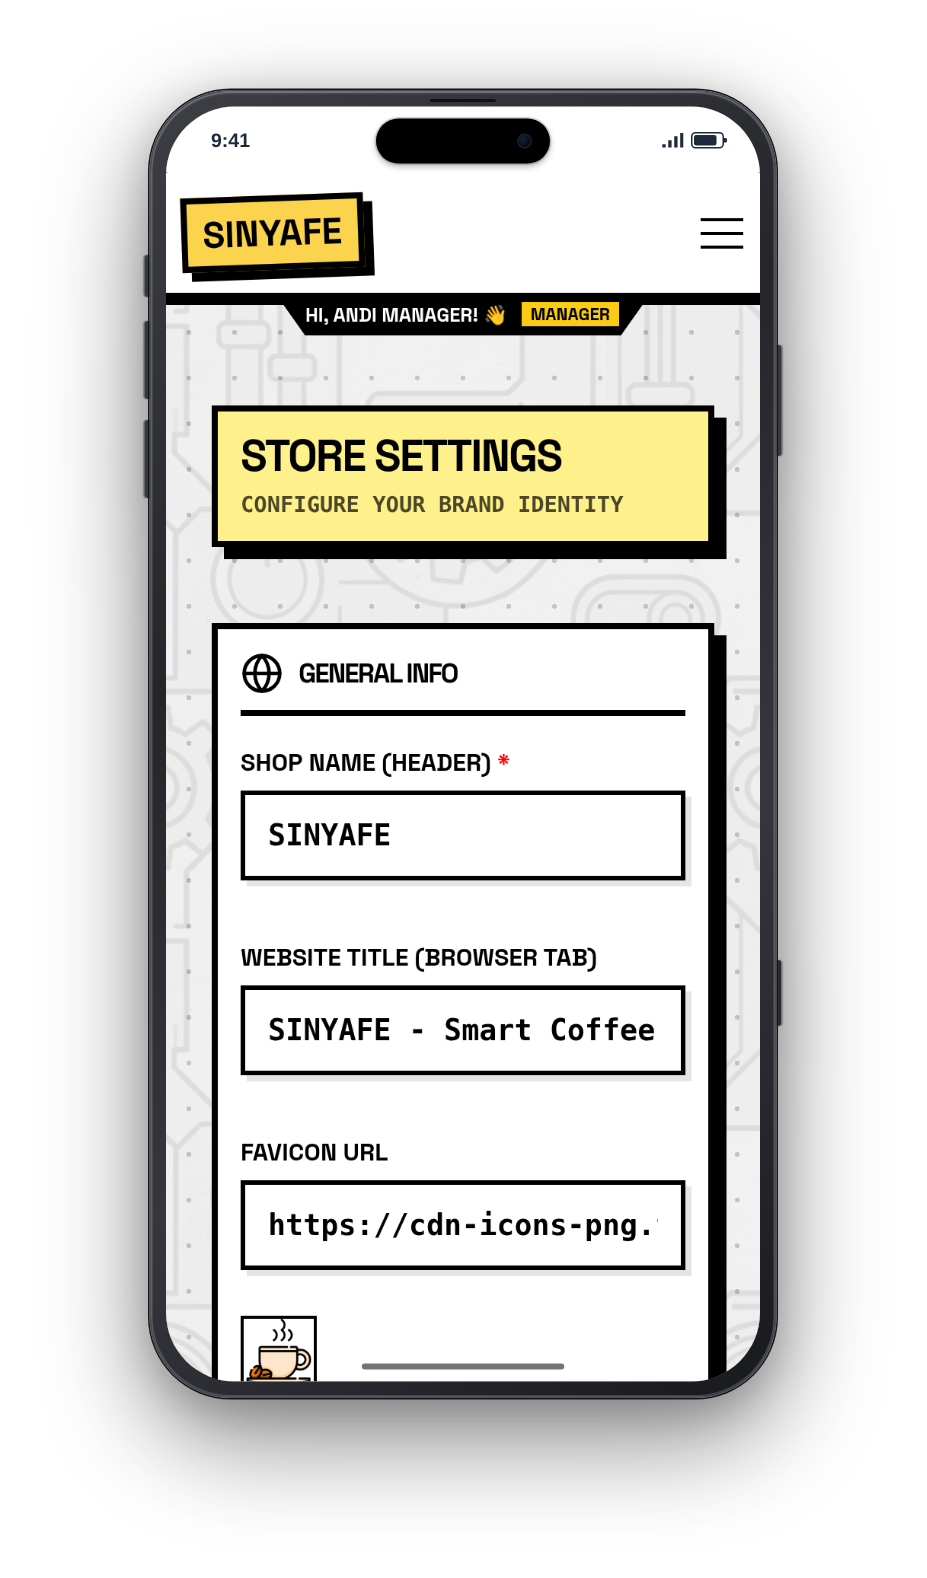 9:41
SINYAFE
HI, ANDI MANAGER! 👋 MANAGER
STORE SETTINGS
CONFIGURE YOUR BRAND IDENTITY
GENERAL INFO
SHOP NAME (HEADER) *
SINYAFE
WEBSITE TITLE (BROWSER TAB)
SINYAFE - Smart Coffee
FAVICON URL
https://cdn-icons-png.